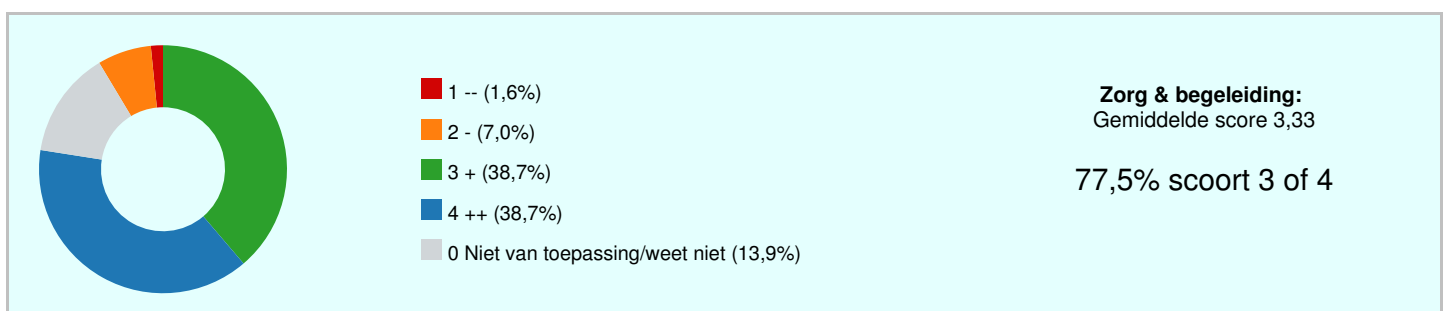 1 -- (1,6%)
2 - (7,0%)
3 + (38,7%)
4 ++ (38,7%)
0 Niet van toepassing/weet niet (13,9%)
Zorg & begeleiding:
Gemiddelde score 3,33
77,5% scoort 3 of 4